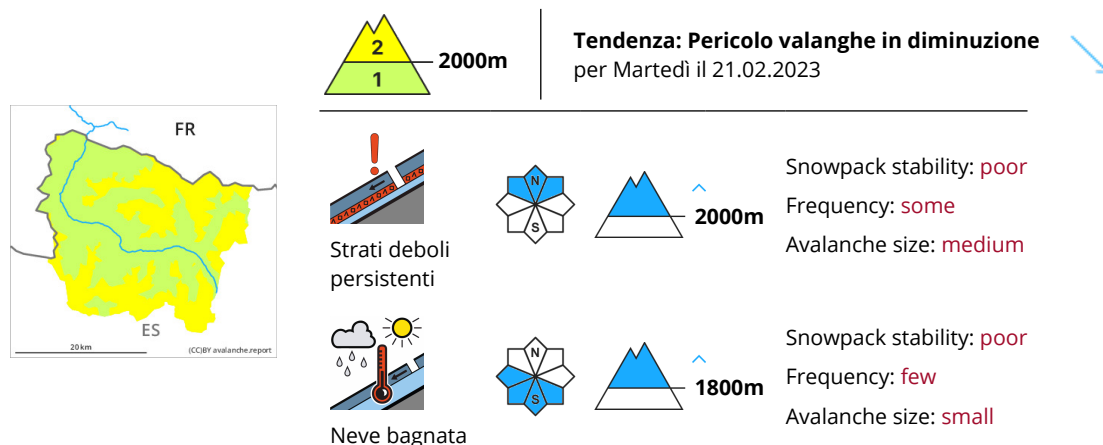 2
1
2000m
Tendenza: Pericolo valanghe in diminuzione
per Martedì il 21.02.2023
FR
ES
20 km
(CC)BY avalanche.report
Strati deboli
persistenti
N
S
2000m
Snowpack stability: poor
Frequency: some
Avalanche size: medium
Neve bagnata
N
S
1800m
Snowpack stability: poor
Frequency: few
Avalanche size: small